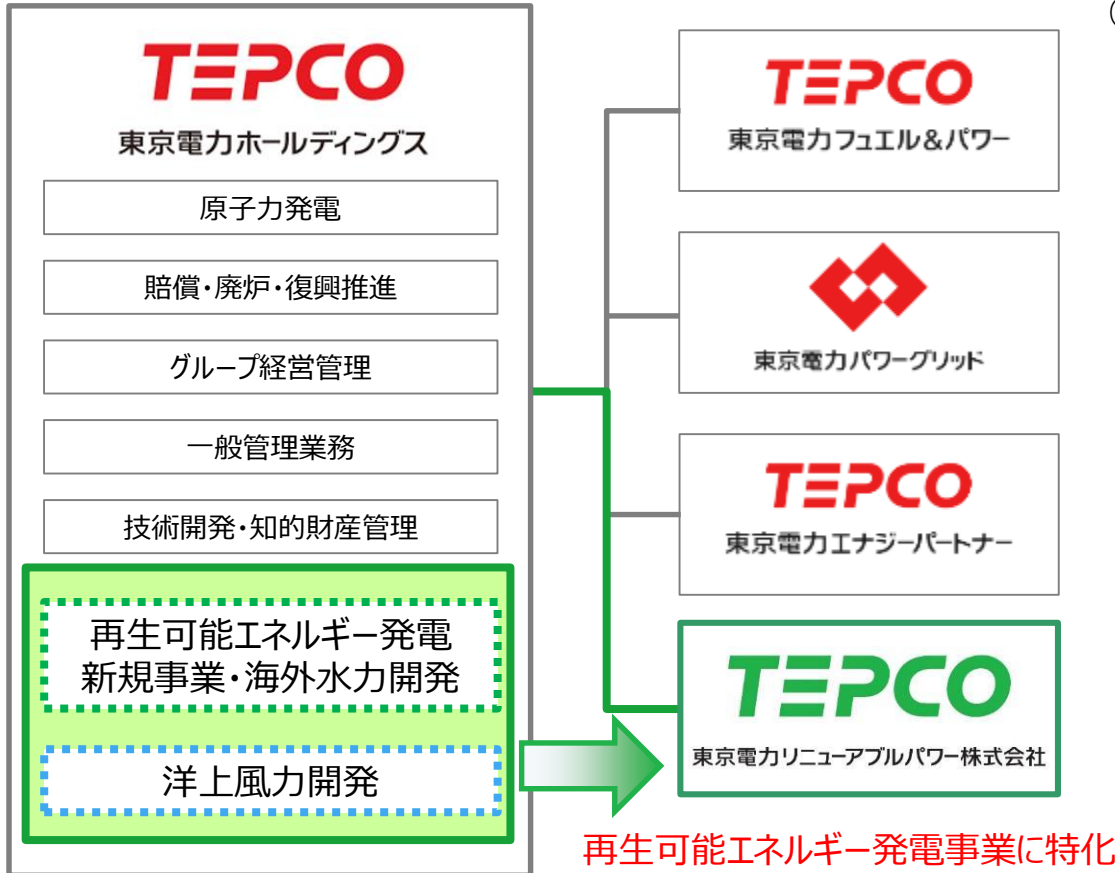 TEPCO
東京電力ホールディングス
原子力発電
賠償・廃炉・復興推進
グループ経営管理
一般管理業務
技術開発・知的財産管理
再生可能エネルギー発電
新規事業・海外水力開発
洋上風力開発
TEPCO
東京電力フュエル&パワー
東京電力パワーグリッド
TEPCO
東京電力エナジーパートナー
TEPCO
東京電力リニューアブルパワー株式会社
再生可能エネルギー発電事業に特化